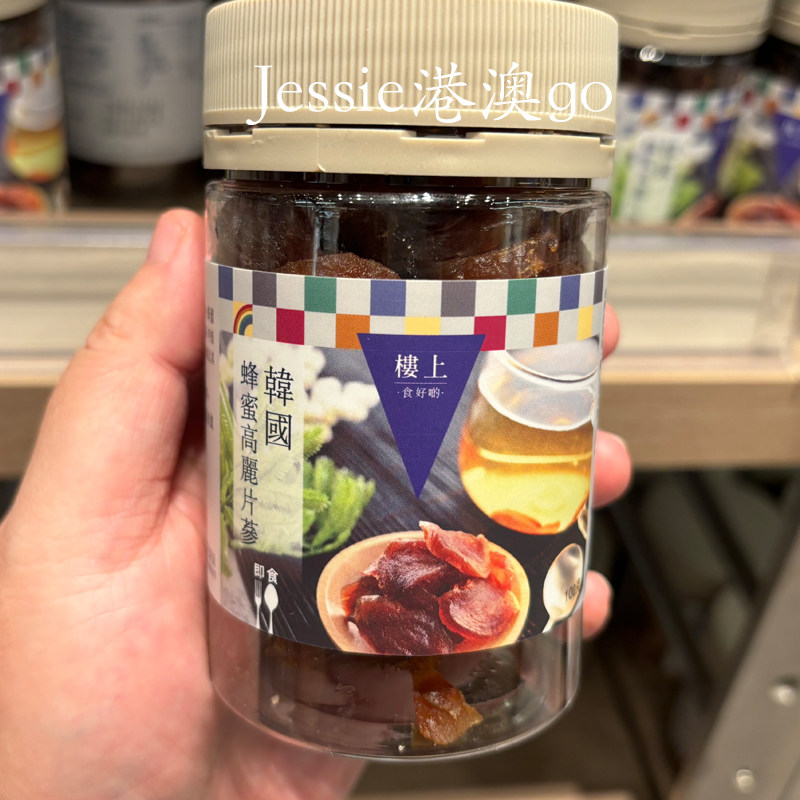 Jessie港澳go
樓上
·食好啲·
韓國
蜂蜜高麗片蔘
即食